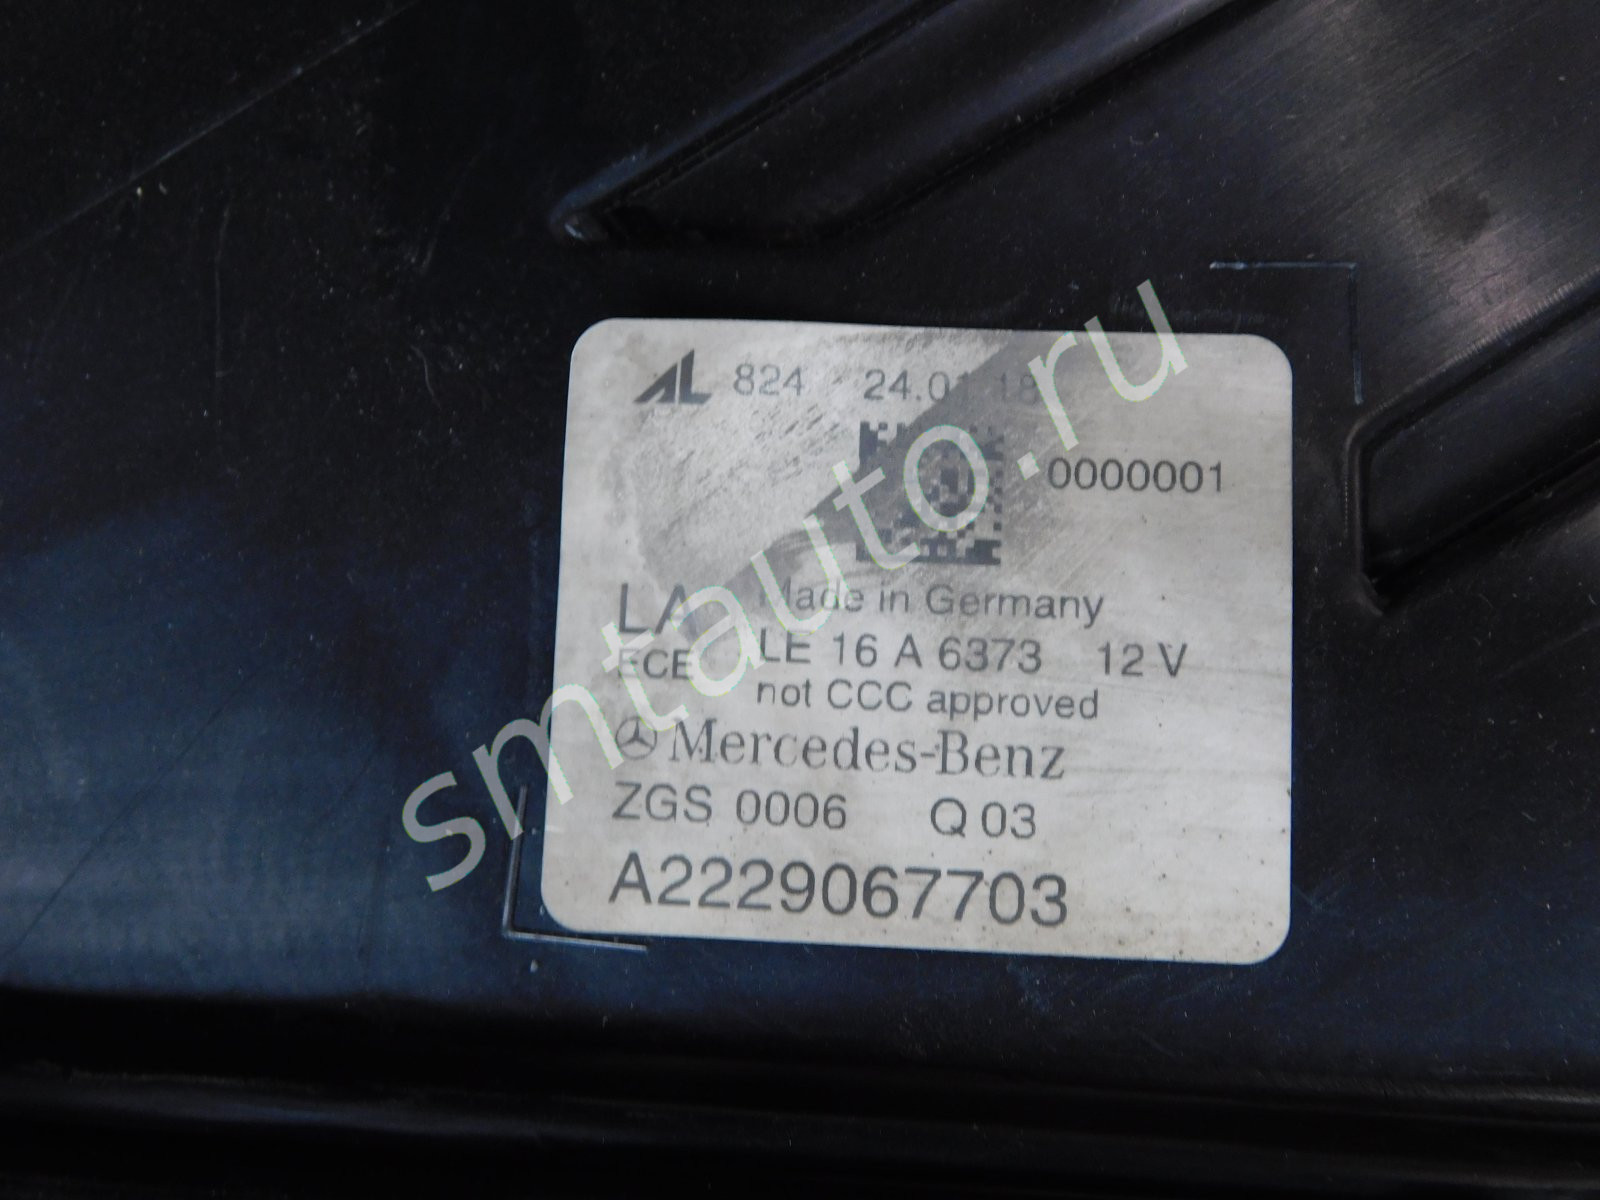 AL 824 24.01.18
0000001
LA Made in Germany
ECE LE 16 A 6373 12 V
not CCC approved
Mercedes-Benz
ZGS 0006 Q 03
A2229067703
smtauto.ru